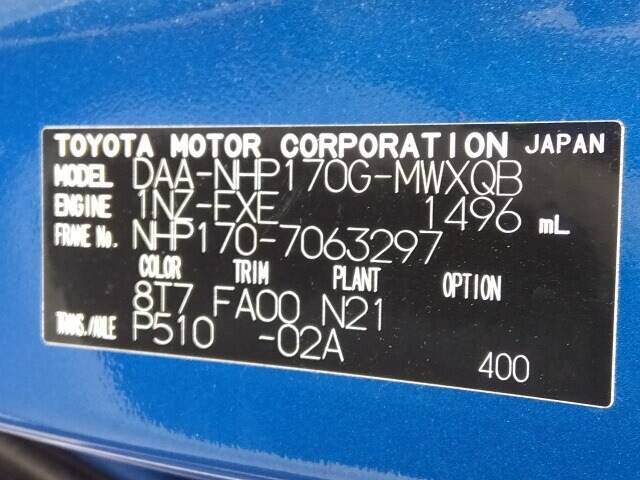 TOYOTA MOTOR CORPORATION JAPAN
MODEL DAA-NHP170G-MWXQB
ENGINE 1NZ-FXE 1496 mL
FRAME No. NHP170-7063297
COLOR TRIM PLANT OPTION
8T7 FA00 N21
TRANS./AXLE P510 -02A
400